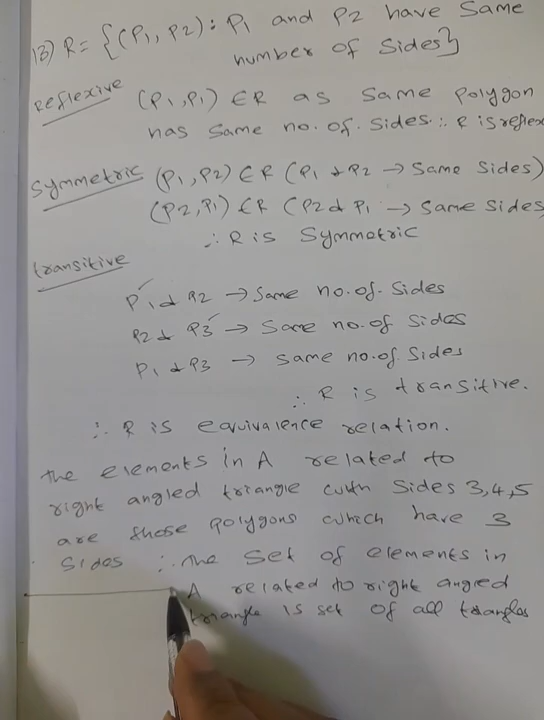 13) R = {(P1, P2) : P1 and P2 have Same
number of Sides}
Reflexive (P1, P1) ∈ R as Same polygon
has Same no. of. Sides. ∴ R is reflex
Symmetric (P1, P2) ∈ R (P1 & P2 → Same Sides)
(P2, P1) ∈ R (P2 & P1 → Same Sides
∴ R is Symmetric
transitive
P1 & P2 → Same no. of. Sides
P2 & P3 → Same no. of Sides
P1 & P3 → Same no. of. Sides
∴ R is transitive.
∴ R is equivalence relation.
the elements in A related to
right angled triangle with Sides 3,4,5
are those polygons which have 3
Sides ∴ the Set of elements in
A related to right angled
triangle is set of all triangles